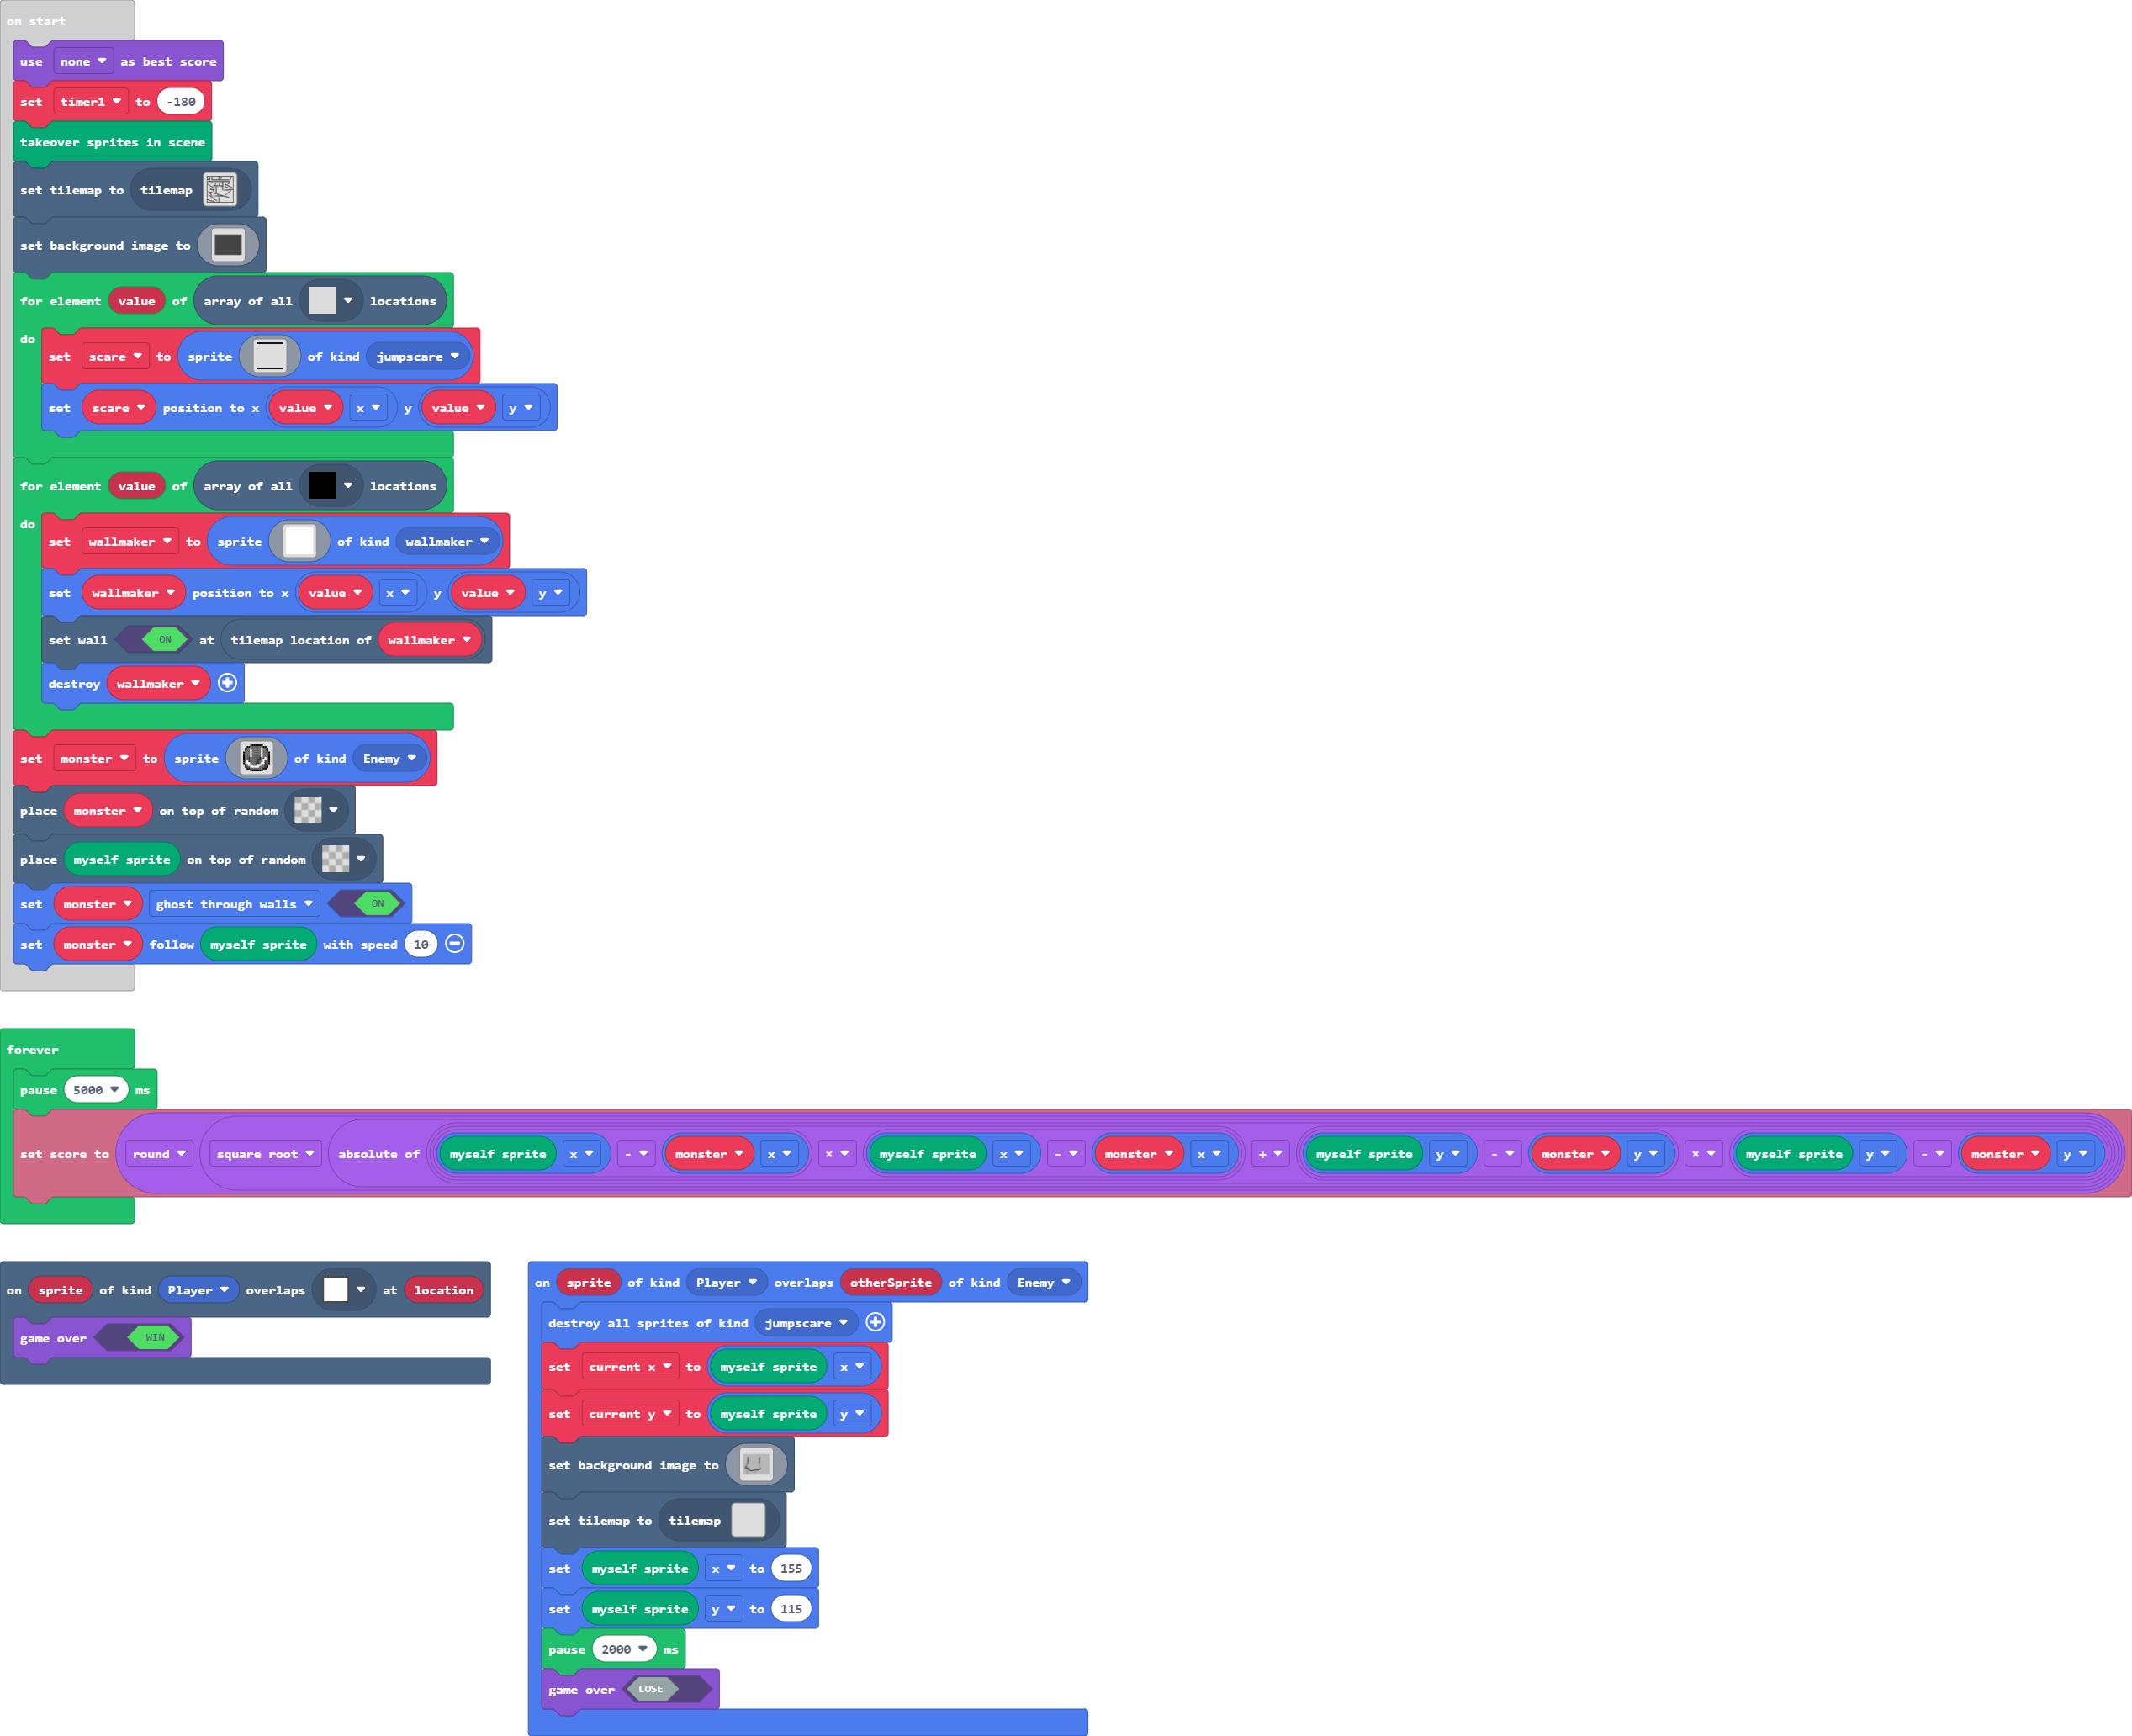 on start
use none as best score
set timer1 to -180
takeover sprites in scene
set tilemap to tilemap
set background image to
for element value of array of all locations
do
set scare to sprite of kind jumpscare
set scare position to x value x y value y
for element value of array of all locations
do
set wallmaker to sprite of kind wallmaker
set wallmaker position to x value x y value y
set wall ON at tilemap location of wallmaker
destroy wallmaker
set monster to sprite of kind Enemy
place monster on top of random
place myself sprite on top of random
set monster ghost through walls ON
set monster follow myself sprite with speed 10
forever
pause 5000 ms
set score to round square root absolute of myself sprite x - monster x × myself sprite x - monster x + myself sprite y - monster y × myself sprite y - monster y
on sprite of kind Player overlaps at location
game over WIN
on sprite of kind Player overlaps otherSprite of kind Enemy
destroy all sprites of kind jumpscare
set current x to myself sprite x
set current y to myself sprite y
set background image to
set tilemap to tilemap
set myself sprite x to 155
set myself sprite y to 115
pause 2000 ms
game over LOSE